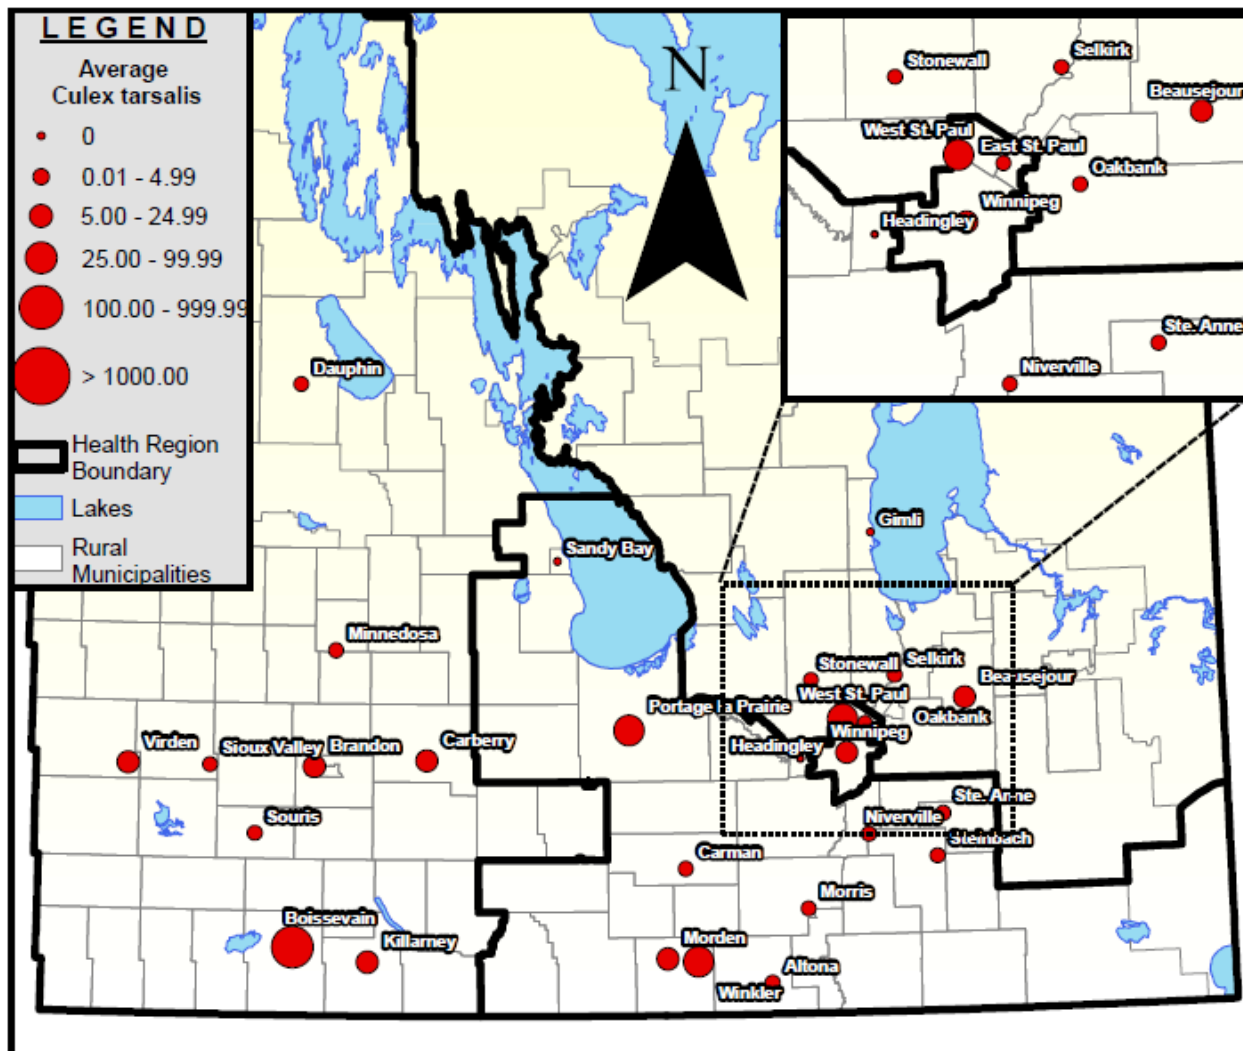 LEGEND
Average
Culex tarsalis
0
0.01 - 4.99
5.00 - 24.99
25.00 - 99.99
100.00 - 999.99
> 1000.00
Health Region
Boundary
Lakes
Rural
Municipalities
N
Stonewall
Selkirk
Beausejour
West St. Paul
East St. Paul
Oakbank
Winnipeg
Headingley
Ste. Anne
Niverville
Dauphin
Gimli
Sandy Bay
Minnedosa
Stonewall
Selkirk
Beausejour
West St. Paul
Portage la Prairie
Oakbank
Winnipeg
Headingley
Virden
Sioux Valley
Brandon
Carberry
Souris
Ste. Anne
Niverville
Steinbach
Carman
Morris
Boissevain
Killarney
Morden
Altona
Winkler